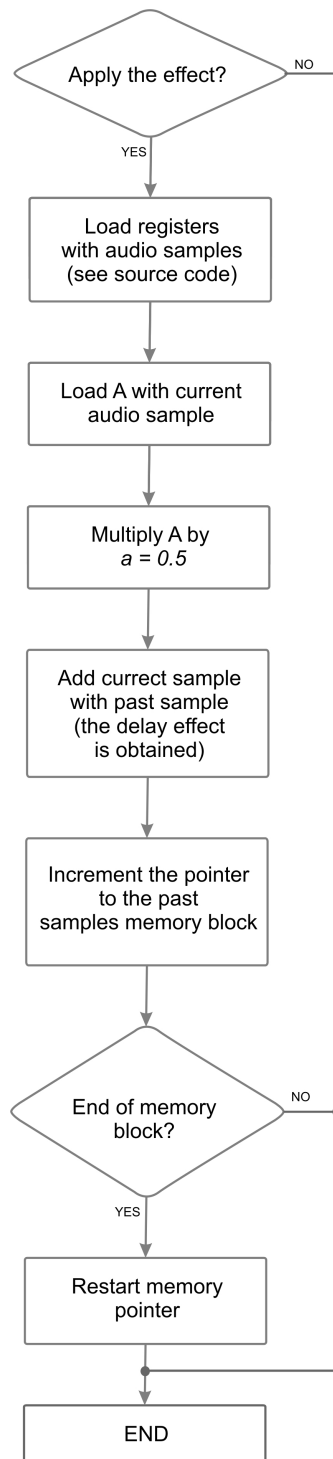 Apply the effect?
NO
YES
Load registers
with audio samples
(see source code)
Load A with current
audio sample
Multiply A by
a = 0.5
Add currect sample
with past sample
(the delay effect
is obtained)
Increment the pointer
to the past
samples memory block
End of memory
block?
NO
YES
Restart memory
pointer
END